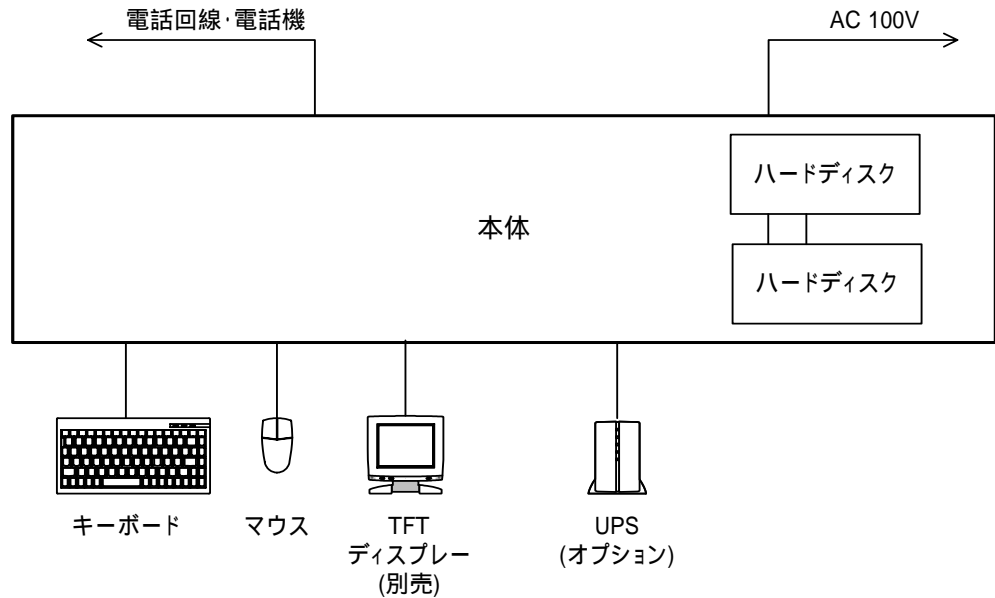 電話回線・電話機
AC 100V
ハードディスク
本体
ハードディスク
キーボード
マウス
TFT
ディスプレー
(別売)
UPS
(オプション)